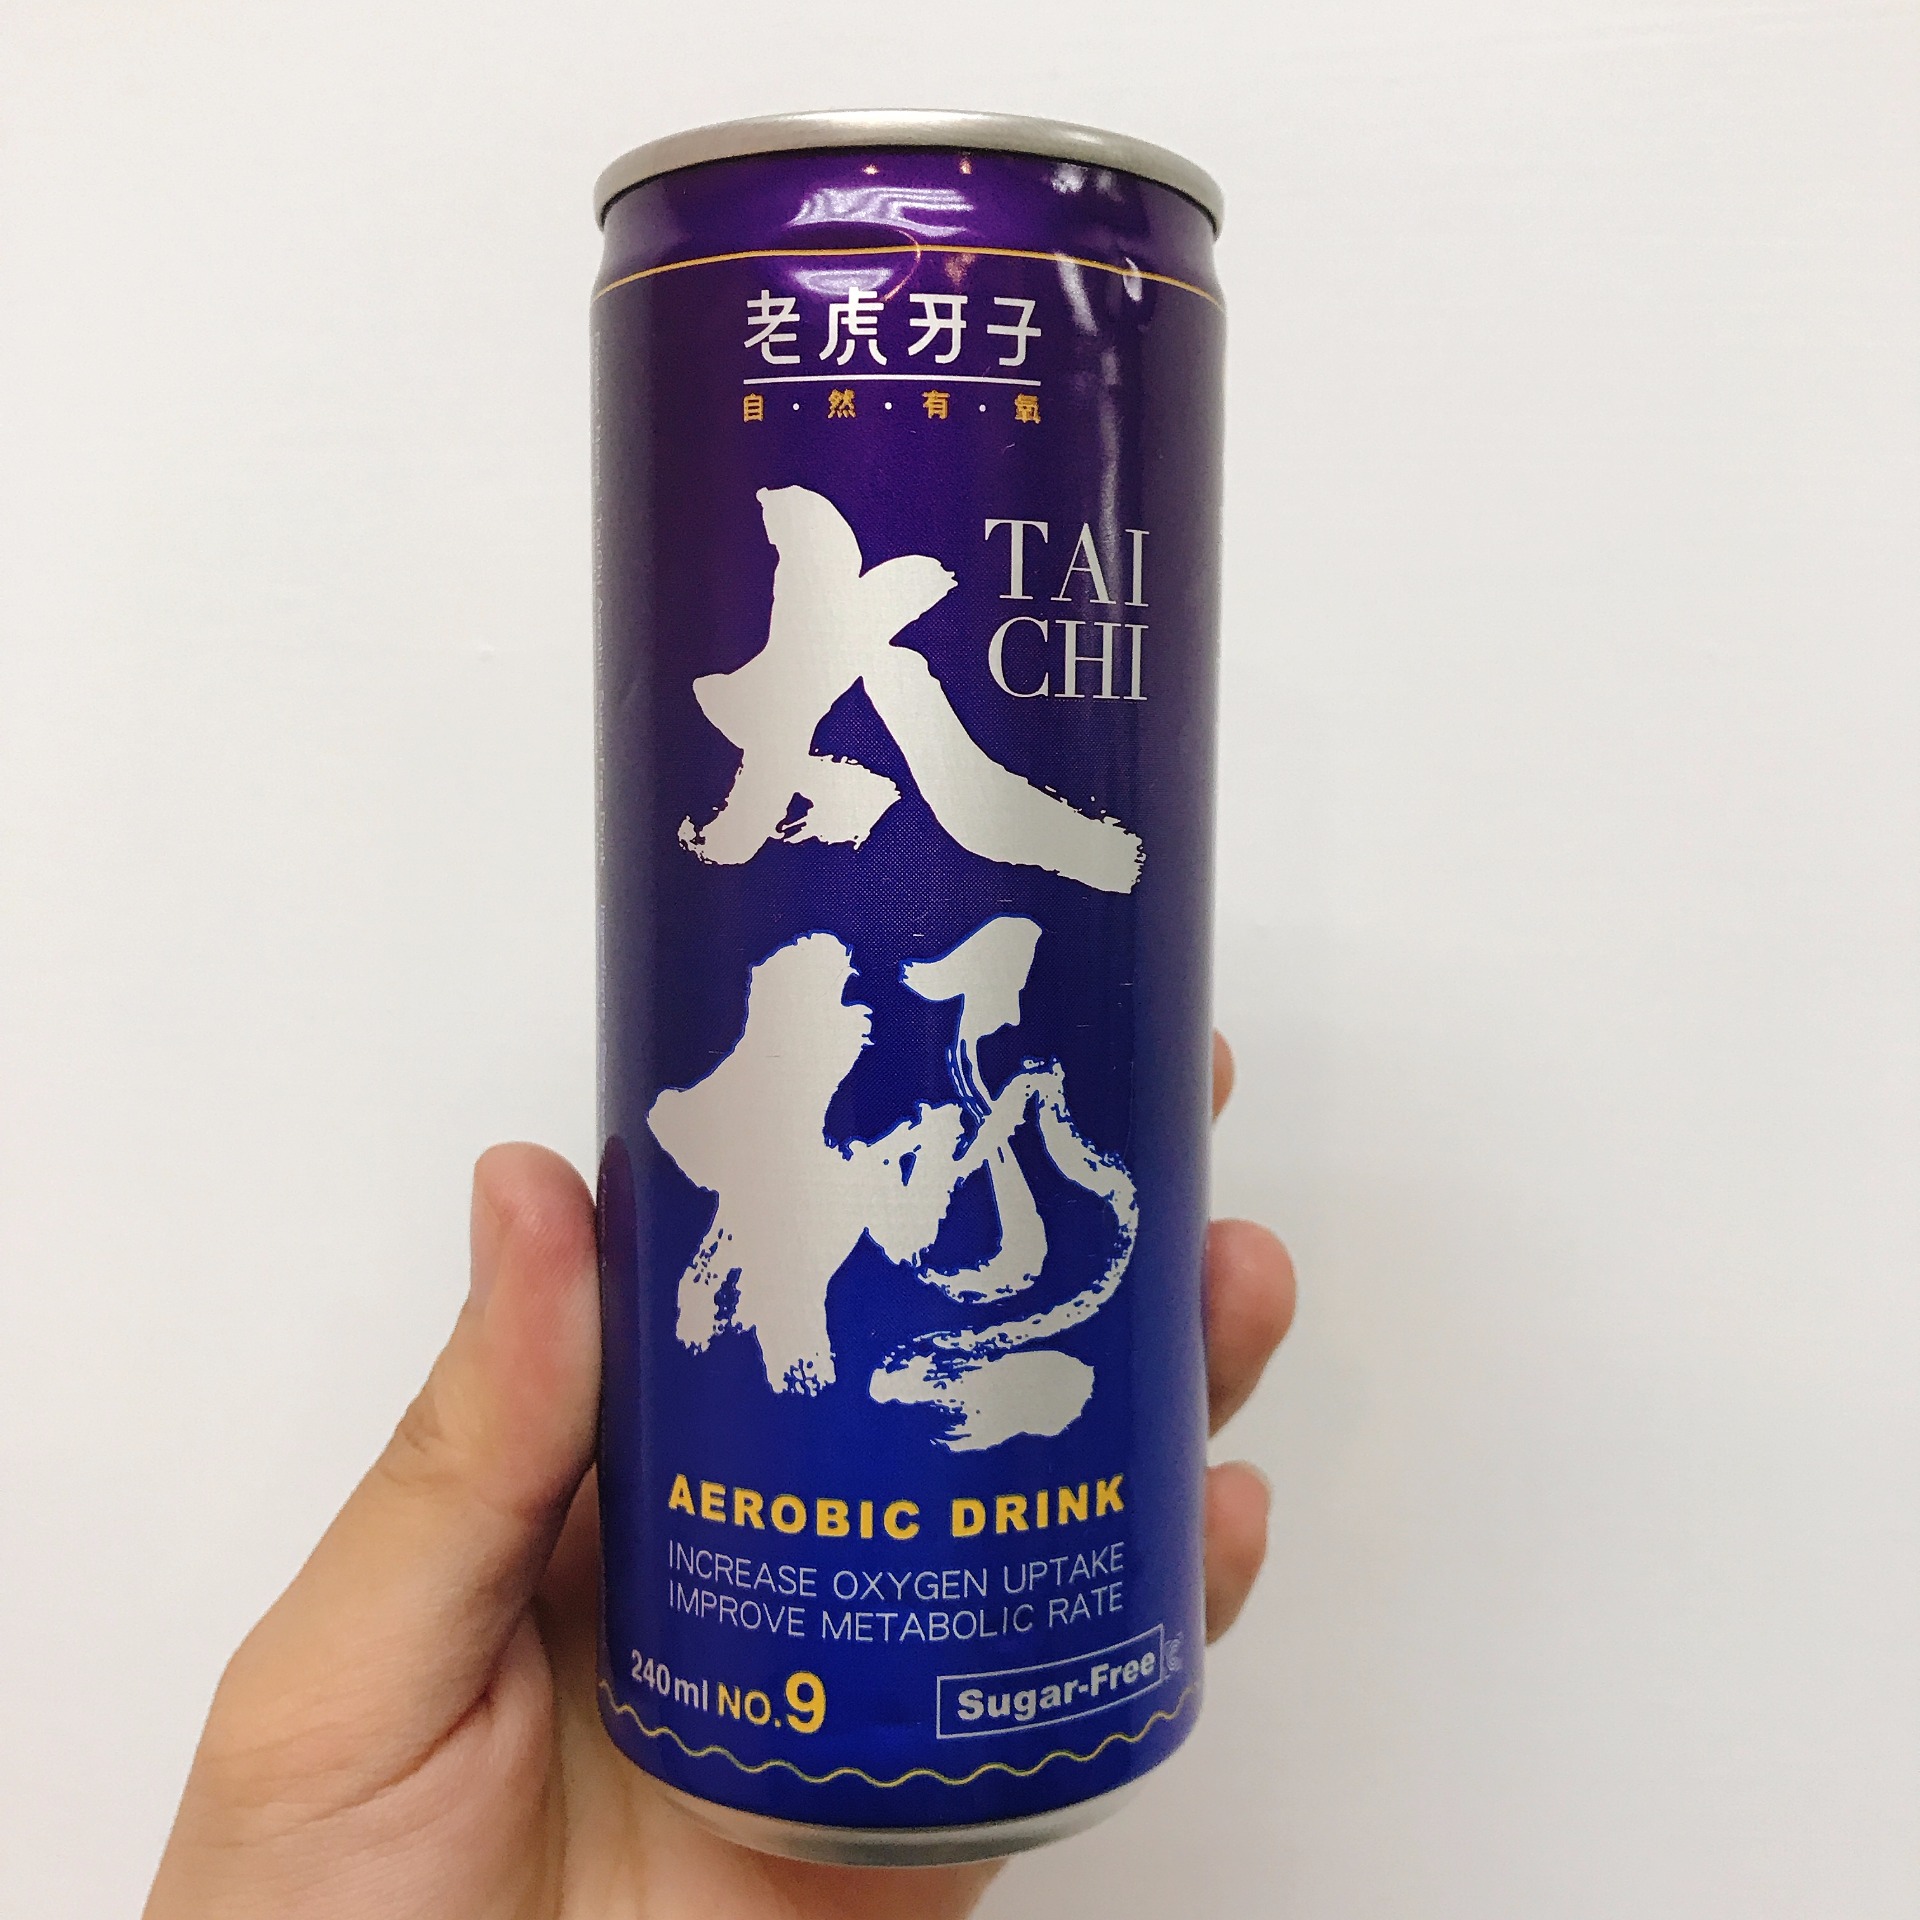 老虎牙子
自・然・有・氧
太極
TAI
CHI
AEROBIC DRINK
INCREASE OXYGEN UPTAKE
IMPROVE METABOLIC RATE
240ml NO.9
Sugar-Free